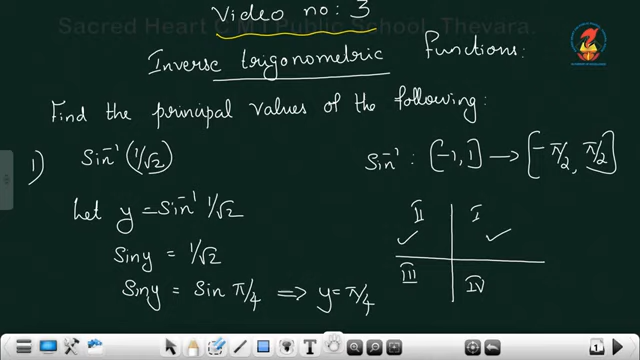 Sacred Heart C M I Public School, Thevara.
Video no: 3
Inverse trigonometric functions:
Find the principal values of the following:
1) Sin⁻¹ (1/√2)
Sin⁻¹ : [-1, 1] → [-π/2, π/2]
Let y = Sin⁻¹ 1/√2
Sin y = 1/√2
Sin y = Sin π/4 ⟹ y = π/4
II I
III IV
T
1